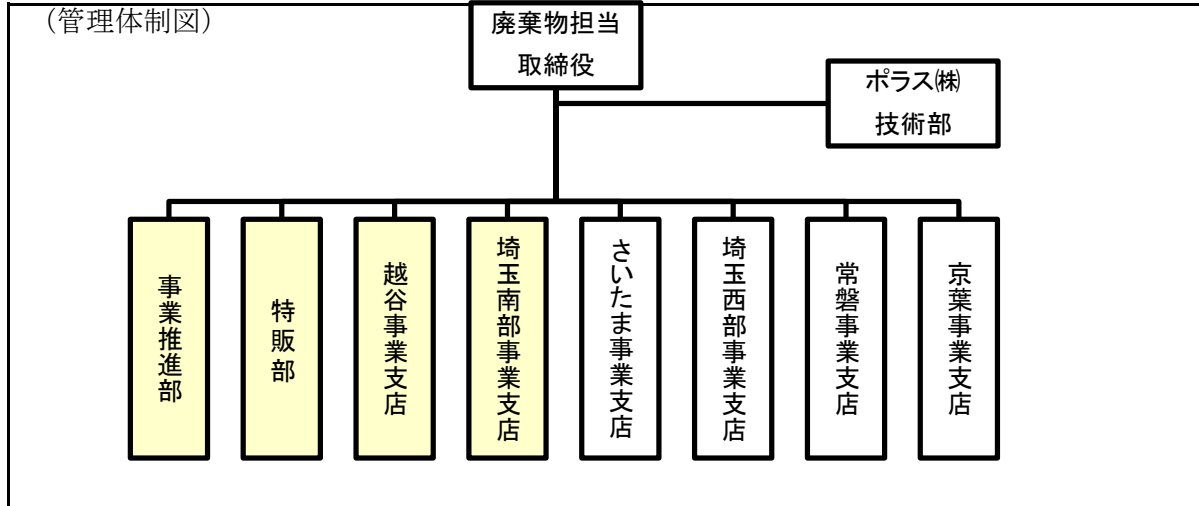 （管理体制図）
廃棄物担当
取締役
ポラス㈱
技術部
事業推進部
特販部
越谷事業支店
埼玉南部事業支店
さいたま事業支店
埼玉西部事業支店
常磐事業支店
京葉事業支店